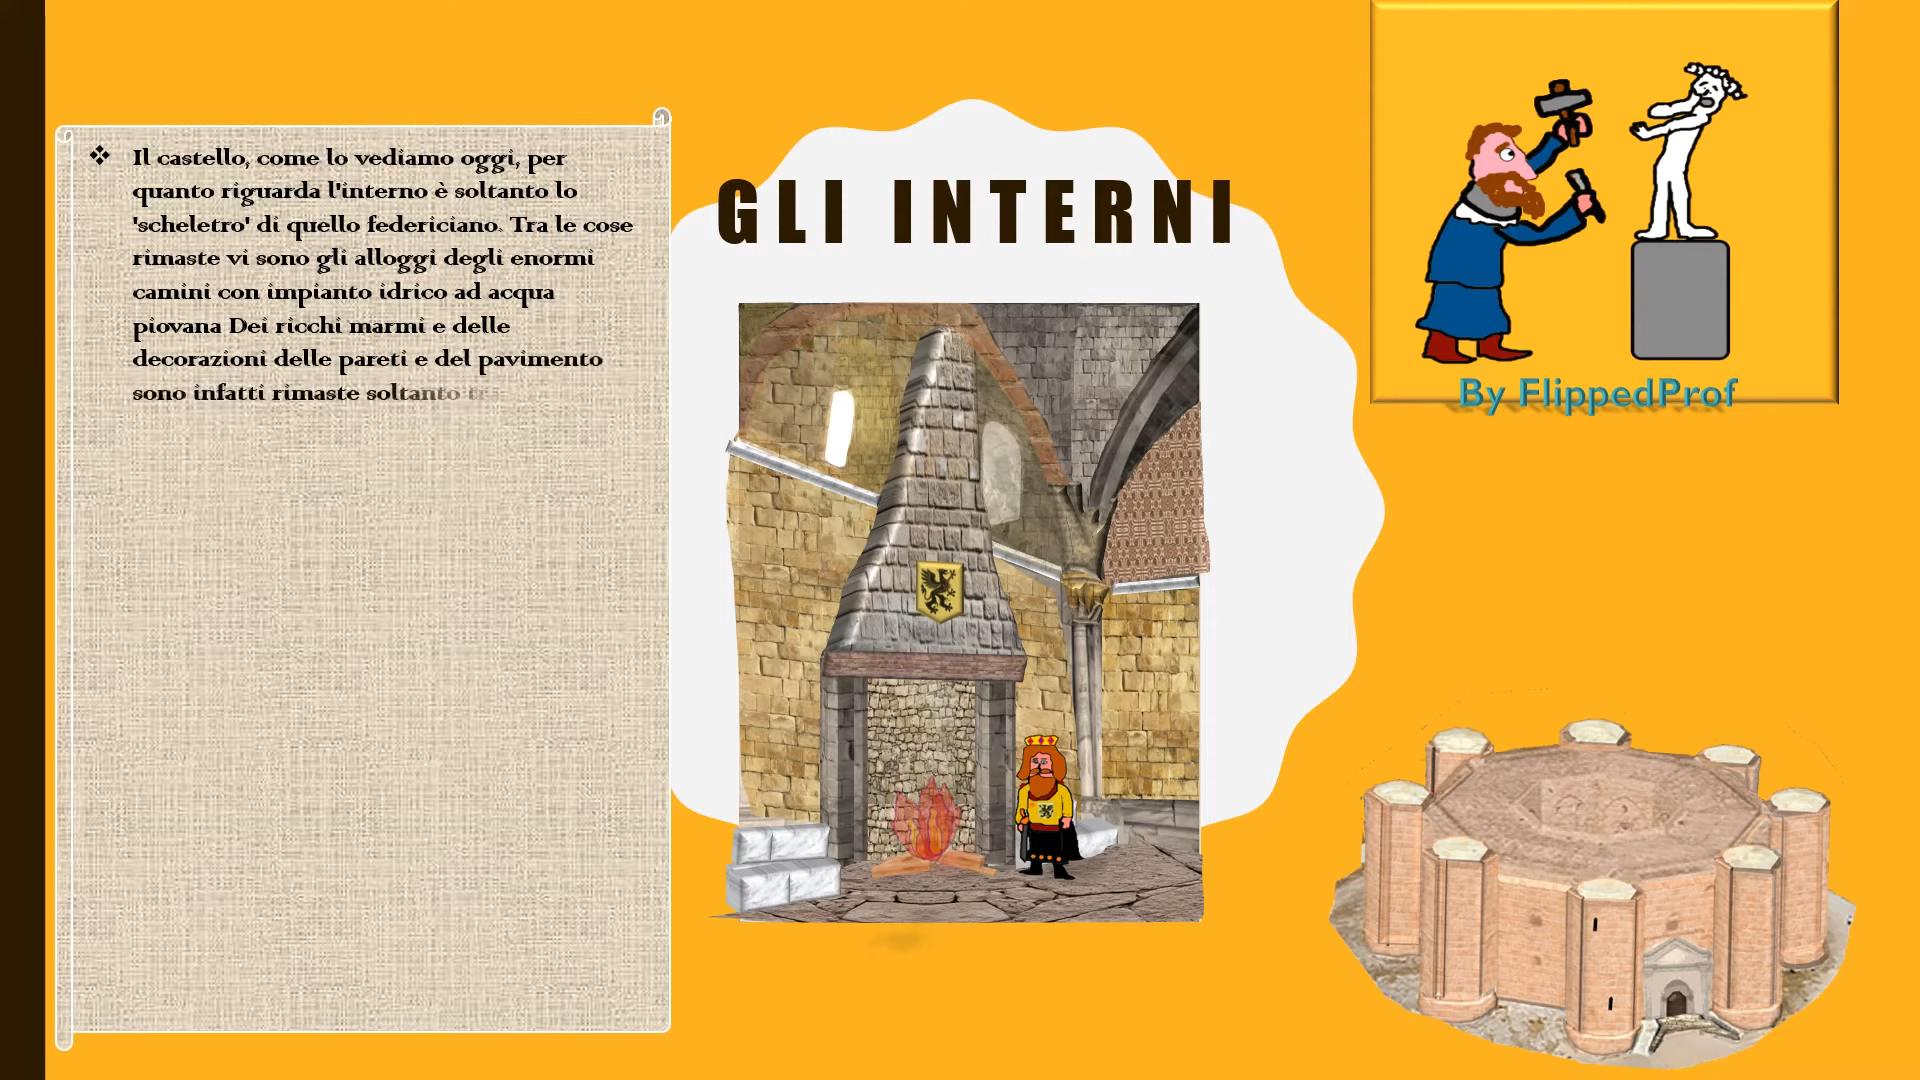 Il castello, come lo vediamo oggi, per
quanto riguarda l'interno è soltanto lo
'scheletro' di quello federiciano. Tra le cose
rimaste vi sono gli alloggi degli enormi
camini con impianto idrico ad acqua
piovana Dei ricchi marmi e delle
decorazioni delle pareti e del pavimento
sono infatti rimaste soltanto
GLI INTERNI
By FlippedProf